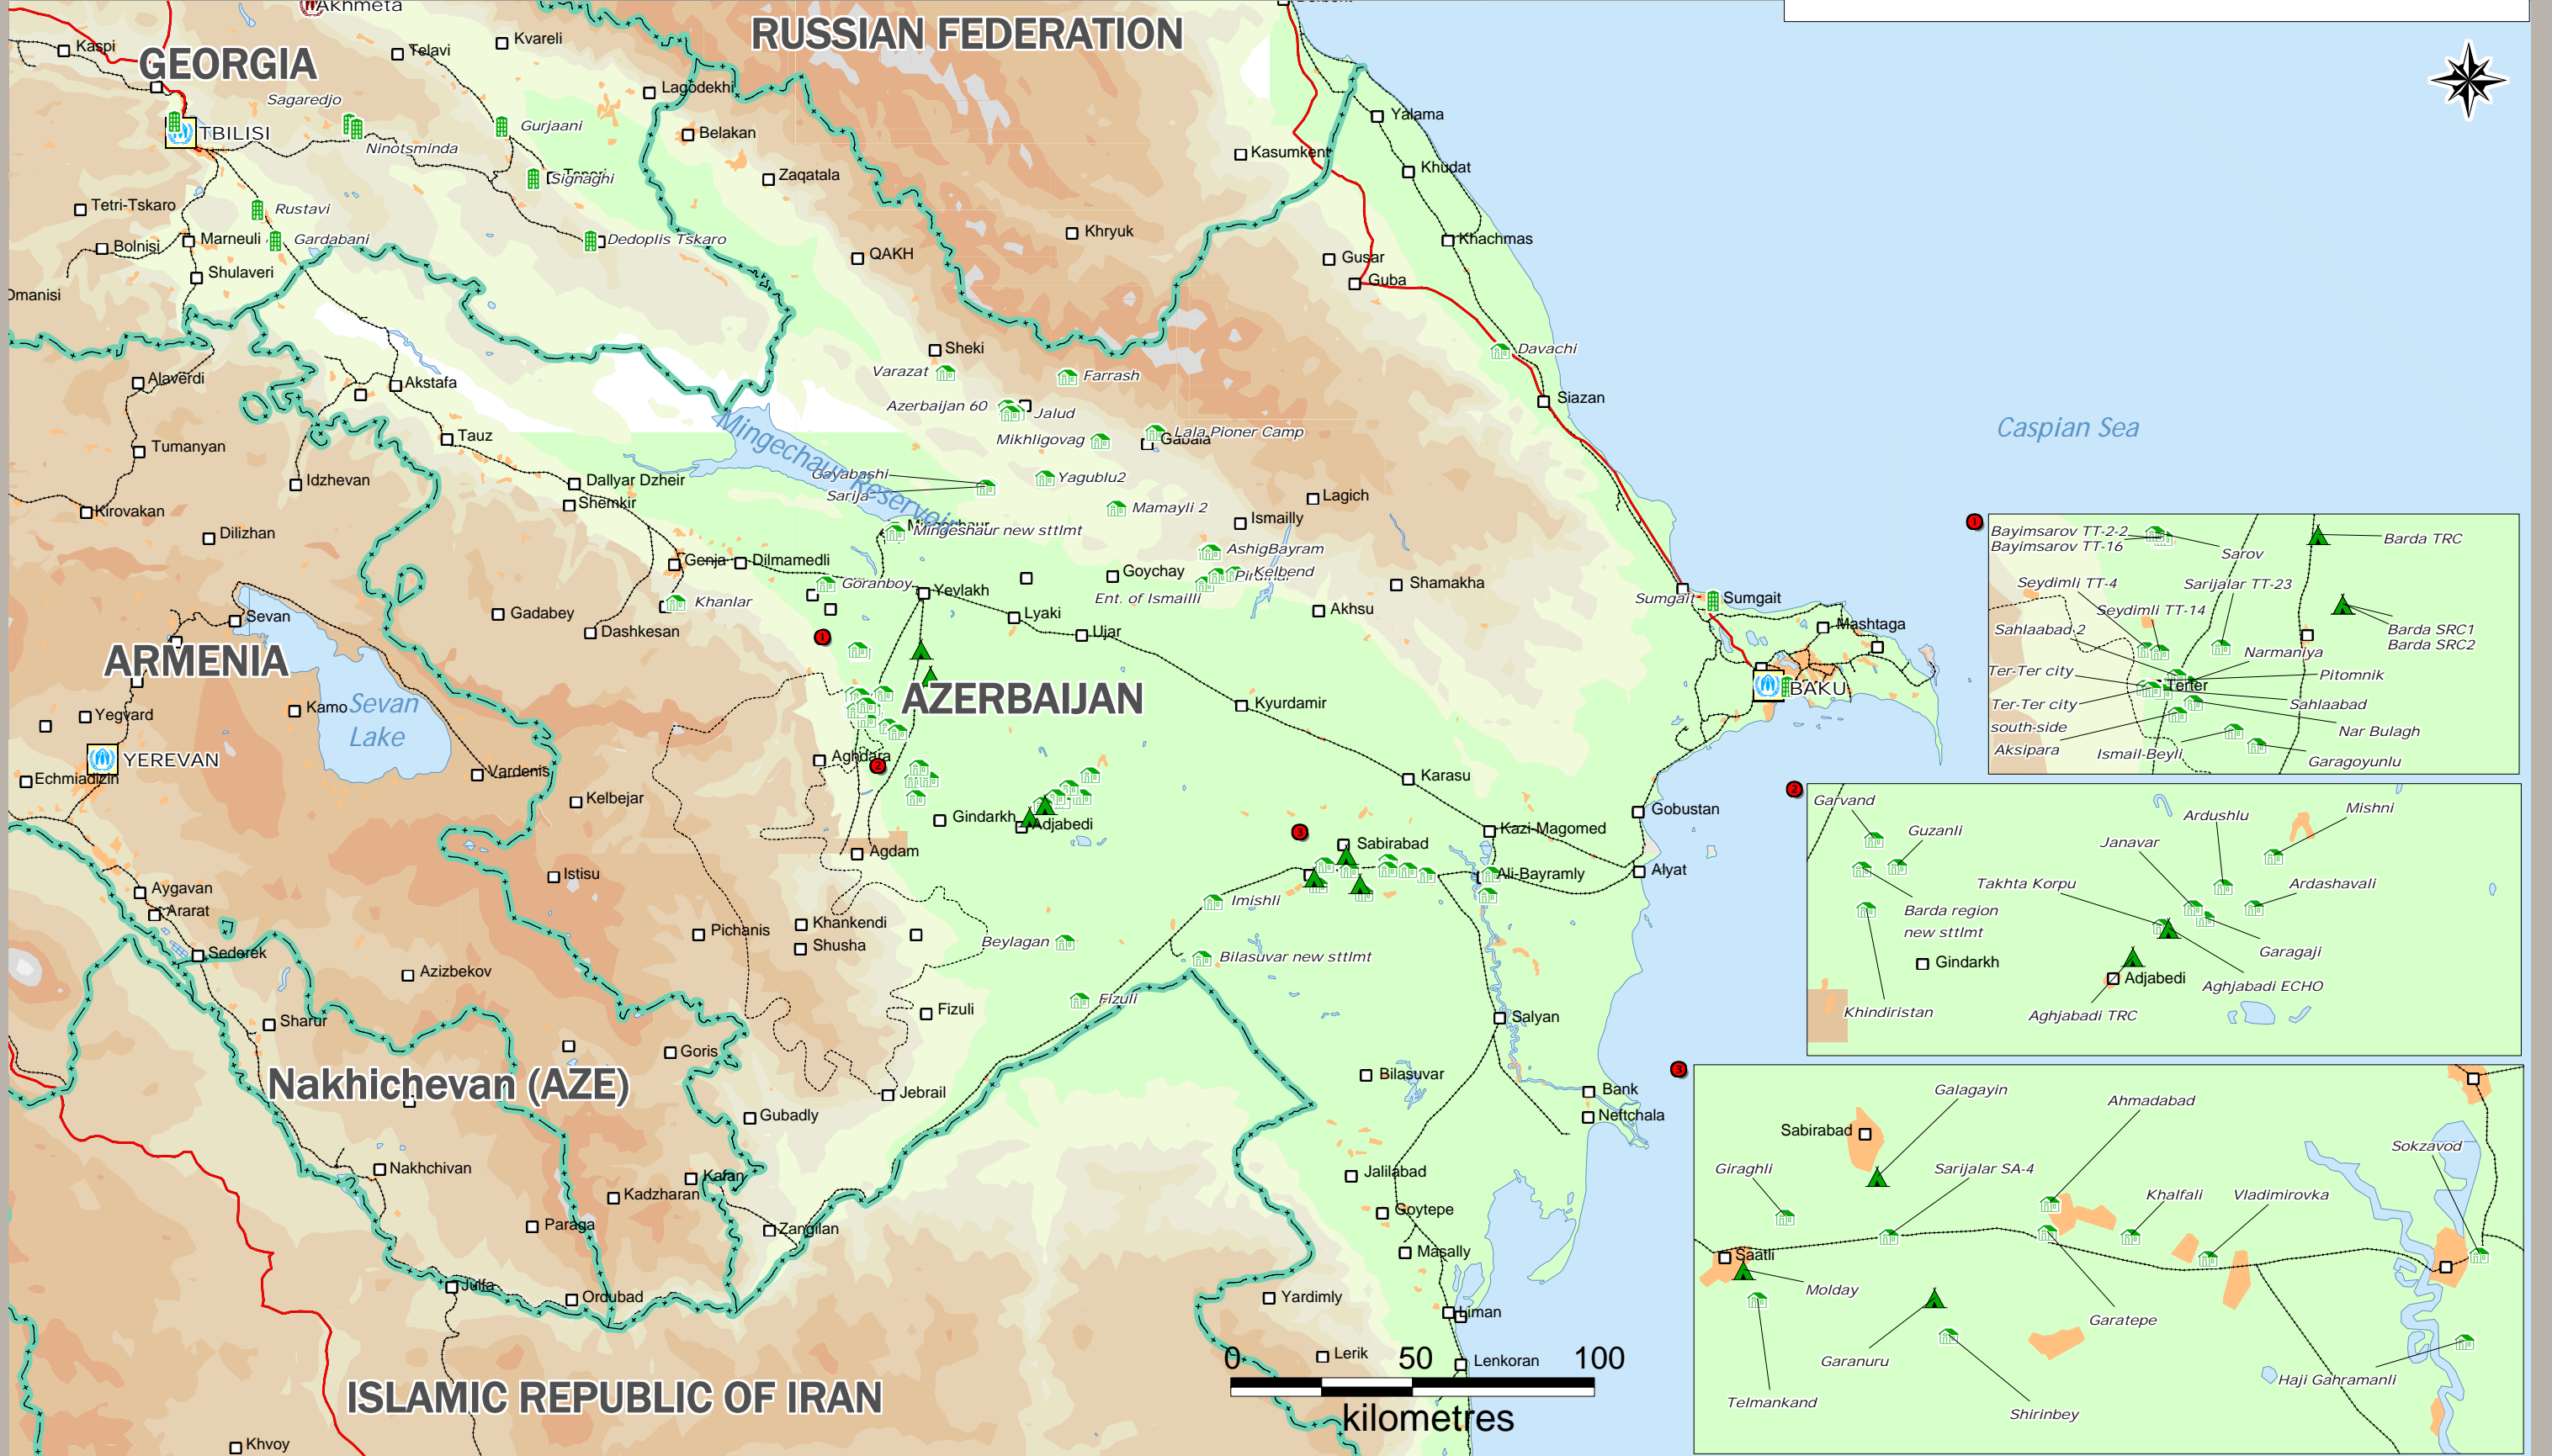 Akhmeta
RUSSIAN FEDERATION
Kaspi
GEORGIA
Telavi
Kvareli
Lagodekhi
Sagaredjo
TBILISI
Ninotsminda
Gurjaani
Belakan
Signaghi
Zaqatala
Kasumkent
Yalama
Khudat
Tetri-Tskaro
Rustavi
Marneuli
Gardabani
Bolnisi
Dedoplis Tskaro
Khryuk
Khachmas
QAKH
Gusar
Guba
Shulaveri
Dmanisi
Sheki
Davachi
Varazat
Farrash
Alaverdi
Akstafa
Siazan
Azerbaijan 60
Jalud
Caspian Sea
Tauz
Mikhligovag
Lala Pioner Camp
Gabala
Tumanyan
Mingechaur Reservoir
Gayabashi
Sarija
Yagublu2
Idzhevan
Dallyar Dzheir
Shemkir
Mamayli 2
Lagich
Ismailly
Kirovakan
Dilizhan
Mingeshaur new sttlmt
AshigBayram
Genja
Dilmamedli
Goranboy
Goychay
Kelbend
Ent. of Ismailli
Shamakha
Akhsu
Yevlakh
Khanlar
Gadabey
Lyaki
Ujar
Dashkesan
Sevan
Sumgait
Sumgait
Mashtaga
1
ARMENIA
AZERBAIJAN
BAKU
Kamo
Sevan
Lake
Yegvard
YEREVAN
Echmiadizin
Kyurdamir
Vardenis
Aghdara
2
Kelbejar
Karasu
Gindarkh
Adjabedi
Gobustan
Kazi-Magomed
3
Sabirabad
Agdam
Istisu
Ali-Bayramly
Alyat
Aygavan
Ararat
Imishli
Khankendi
Pichanis
Shusha
Beylagan
Bilasuvar new sttlmt
Sederek
Azizbekov
Fizuli
Fizuli
Sharur
Salyan
Goris
Nakhichevan (AZE)
Jebrail
Bilasuvar
Bank
Gubadly
Neftchala
Nakhchivan
Kafan
Jalilabad
Kadzharan
Goytepe
Paraga
Zangilan
Masally
Julfa
Ordubad
Yardimly
Liman
Lerik
Lenkoran
0 50 100
kilometres
ISLAMIC REPUBLIC OF IRAN
Khvoy
1
Bayimsarov TT-2-2
Bayimsarov TT-16
Sarov
Barda TRC
Seydimli TT-4
Sarijalar TT-23
Seydimli TT-14
Sahlaabad-2
Barda SRC1
Barda SRC2
Narmaniya
Ter-Ter city
Pitomnik
Terter
Ter-Ter city
south-side
Sahlaabad
Nar Bulagh
Aksipara
Ismail-Beyli
Garagoyunlu
2
Garvand
Guzanli
Ardushlu
Mishni
Janavar
Takhta Korpu
Ardashavali
Barda region
new sttlmt
Garagaji
Gindarkh
Adjabedi
Aghjabadi ECHO
Khindiristan
Aghjabadi TRC
3
Galagayin
Ahmadabad
Sabirabad
Sokzavod
Giraghli
Sarijalar SA-4
Khalfali
Vladimirovka
Saatli
Molday
Garatepe
Garanuru
Haji Gahramanli
Telmankand
Shirinbey